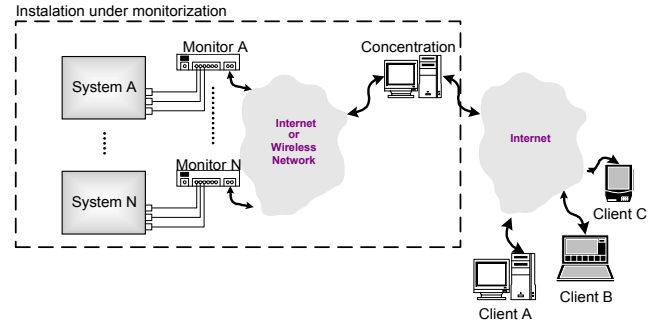 Instalation under monitorization
Monitor A
Concentration
System A
Internet
or
Wireless
Network
Internet
Monitor N
System N
Client C
Client B
Client A